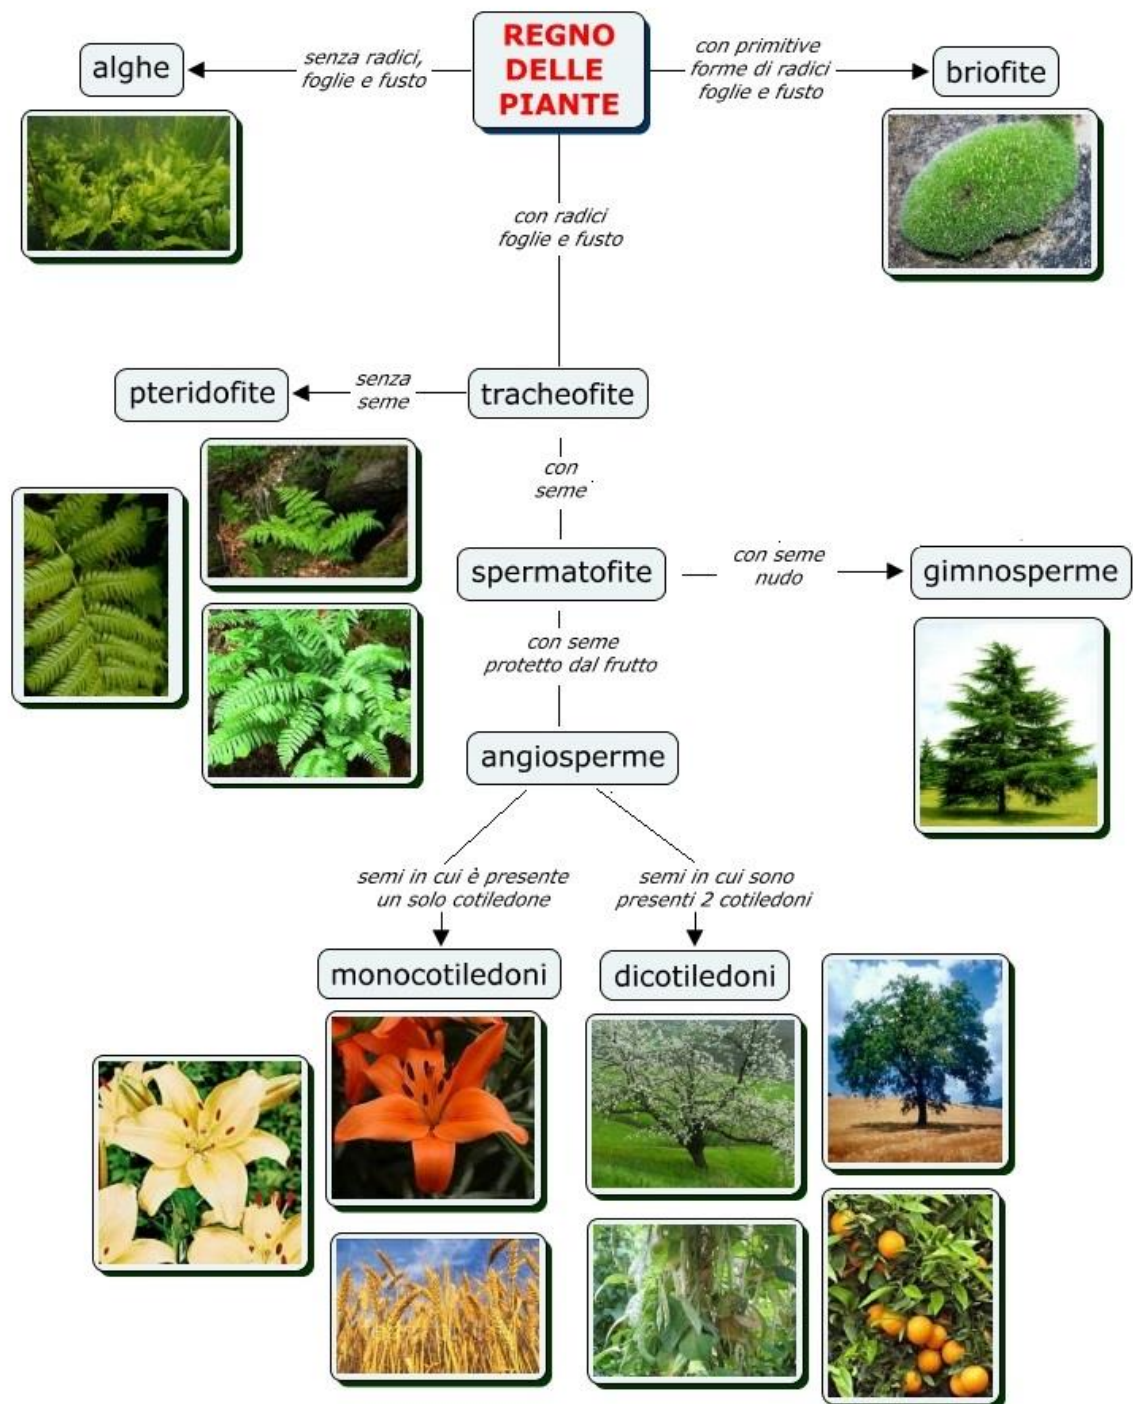 REGNO
DELLE
PIANTE
senza radici,
foglie e fusto
alghe
con primitive
forme di radici
foglie e fusto
briofite
con radici
foglie e fusto
tracheofite
senza
seme
pteridofite
con
seme
spermatofite
con seme
nudo
gimnosperme
con seme
protetto dal frutto
angiosperme
semi in cui è presente
un solo cotiledone
semi in cui sono
presenti 2 cotiledoni
monocotiledoni
dicotiledoni